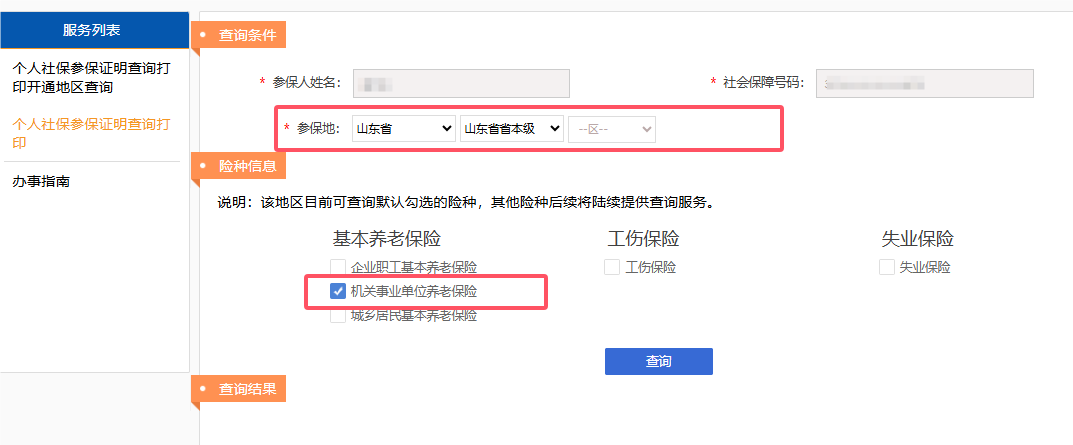 服务列表
个人社保参保证明查询打
印开通地区查询
个人社保参保证明查询打
印
办事指南
查询条件
* 参保人姓名: * 社会保障号码:
* 参保地: 山东省 山东省省本级 --区--
险种信息
说明：该地区目前可查询默认勾选的险种，其他险种后续将陆续提供查询服务。
基本养老保险 工伤保险 失业保险
企业职工基本养老保险 工伤保险 失业保险
机关事业单位养老保险
城乡居民基本养老保险
查询
查询结果